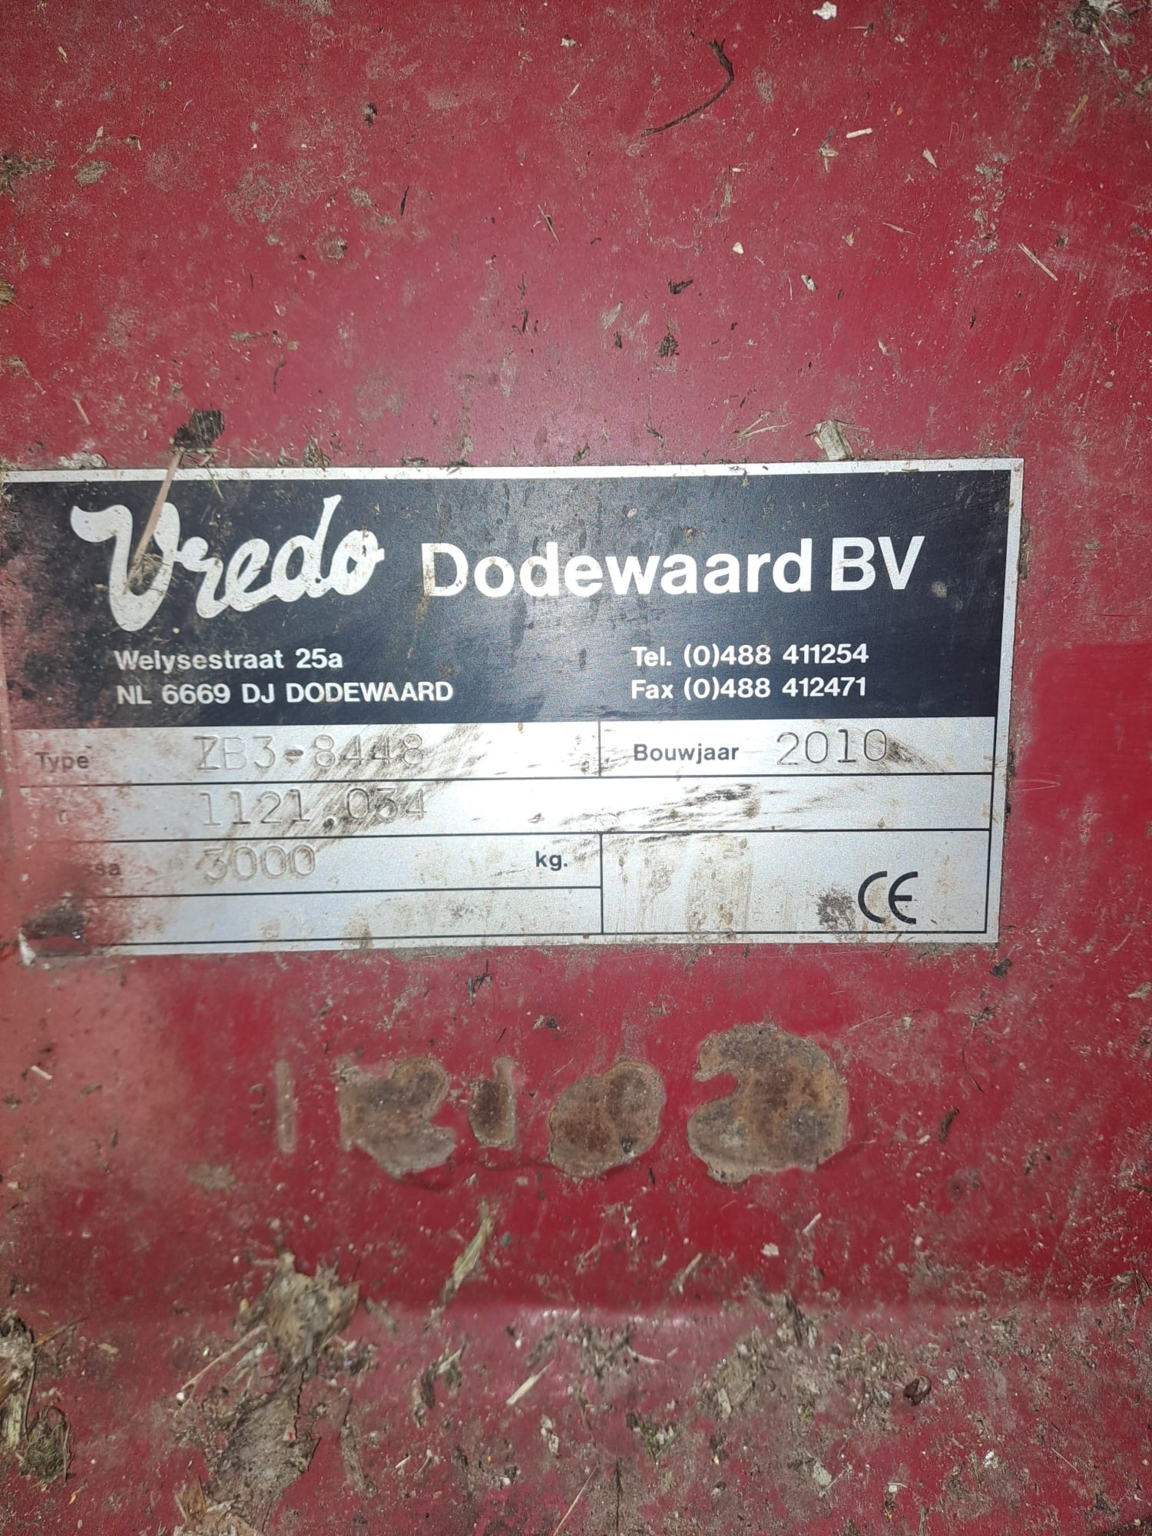 Vredo Dodewaard BV
Welysestraat 25a
NL 6669 DJ DODEWAARD
Tel. (0)488 411254
Fax (0)488 412471
Type ZB3-8448 Bouwjaar 2010
1121.034
3000 kg.
CE